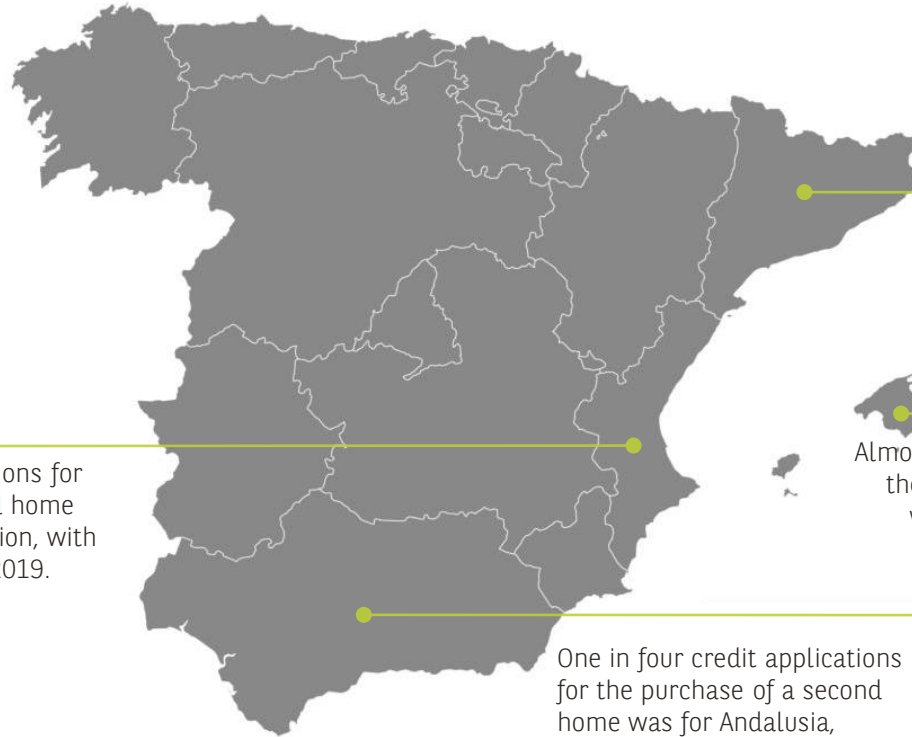 ons for
home
ion, with
2019.
Almo
the
One in four credit applications
for the purchase of a second
home was for Andalusia,